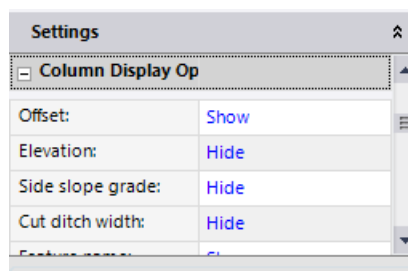 Settings
Column Display Op
Offset: Show
Elevation: Hide
Side slope grade: Hide
Cut ditch width: Hide